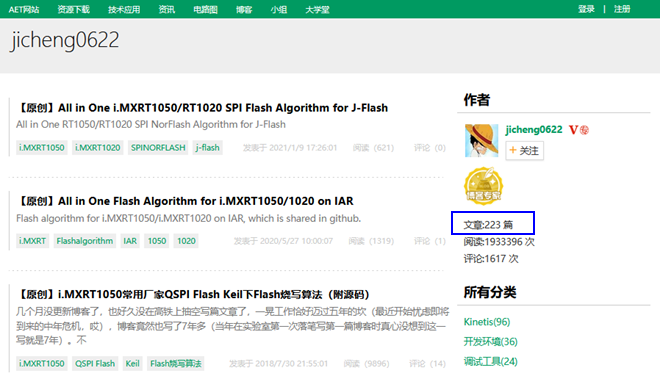 AET网站 资源下载 技术应用 资讯 电路图 博客 小组 大学堂 登录 | 注册
jicheng0622
【原创】All in One i.MXRT1050/RT1020 SPI Flash Algorithm for J-Flash
All in One RT1050/RT1020 SPI NorFlash Algorithm for J-Flash
i.MXRT1050 i.MXRT1020 SPINORFLASH j-flash 发表于 2021/1/9 17:26:01 阅读（621） 评论（0）
【原创】All in One Flash Algorithm for i.MXRT1050/1020 on IAR
Flash algorithm for i.MXRT1050/i.MXRT1020 on IAR, which is shared in github.
i.MXRT Flashalgorithm IAR 1050 1020 发表于 2020/5/27 10:00:07 阅读（1319） 评论（1）
【原创】i.MXRT1050常用厂家QSPI Flash Keil下Flash烧写算法（附源码）
几个月没更新博客了，也好久没在高铁上抽空写篇文章了，一晃工作恰好迈过五年的坎（最近开始忧虑即将
到来的中年危机，哎），博客竟然也写了7年多（当年在实验室第一次落笔写第一篇博客时真心没想到这一
写就是7年）。不
i.MXRT1050 QSPI Flash Keil Flash烧写算法 发表于 2018/7/30 21:55:01 阅读（9896） 评论（14）
作者
jicheng0622 V
+ 关注
博客专家
文章:223 篇
阅读:1933396 次
评论:1617 次
所有分类
Kinetis(96)
开发环境(36)
调试工具(24)